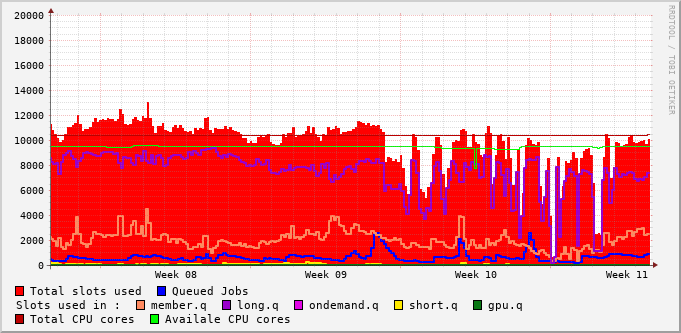 20000
18000
16000
14000
12000
10000
8000
6000
4000
2000
0
Week 08 Week 09 Week 10 Week 11
RRDTOOL / TOBI OETIKER
Total slots used Queued Jobs
Slots used in : member.q long.q ondemand.q short.q gpu.q
Total CPU cores Availale CPU cores